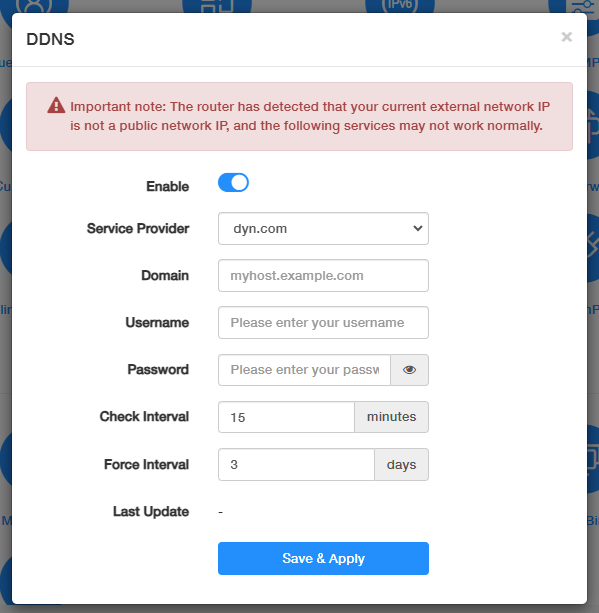 IPv6
DDNS
×
Important note: The router has detected that your current external network IP
is not a public network IP, and the following services may not work normally.
Enable
Service Provider
dyn.com
Domain
myhost.example.com
Username
Please enter your username
Password
Please enter your passw
Check Interval
15
minutes
Force Interval
3
days
Last Update
-
Save & Apply